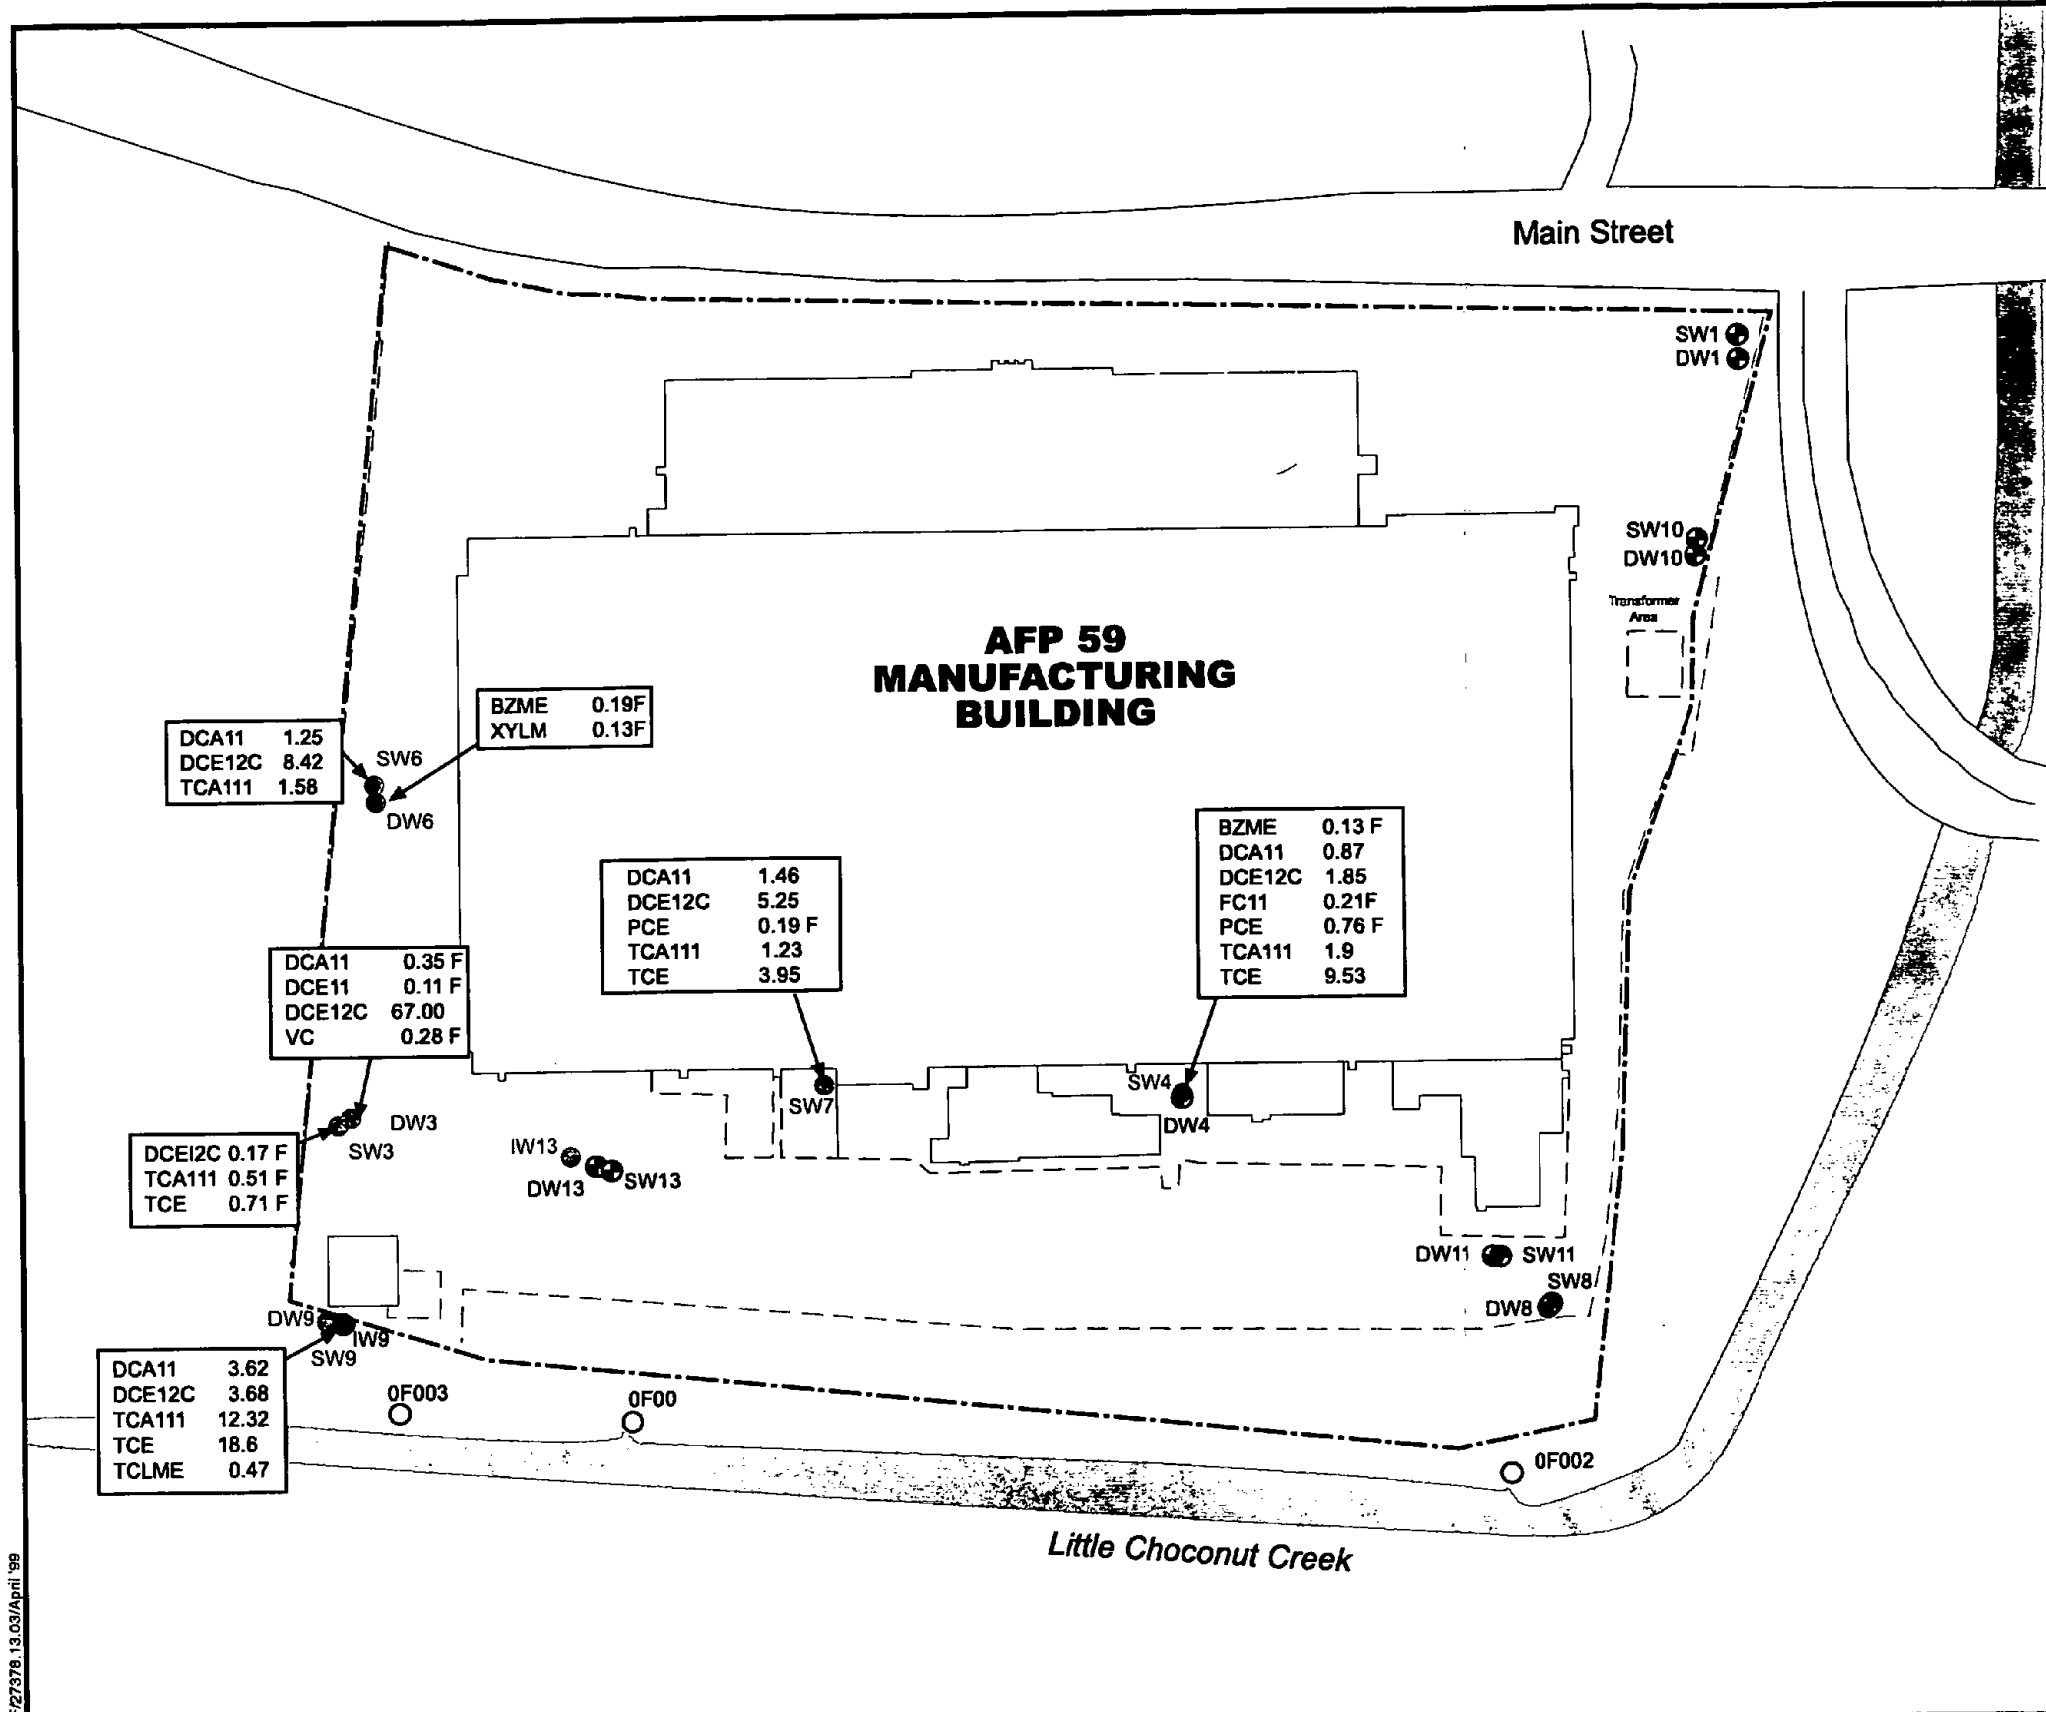 Main Street
SW1
DW1
SW10
DW10
Transformer
Area
AFP 59
MANUFACTURING
BUILDING
BZME 0.19F
XYLM 0.13F
DCA11 1.25
DCE12C 8.42
TCA111 1.58
SW6
DW6
BZME 0.13 F
DCA11 0.87
DCE12C 1.85
FC11 0.21F
PCE 0.76 F
TCA111 1.9
TCE 9.53
DCA11 1.46
DCE12C 5.25
PCE 0.19 F
TCA111 1.23
TCE 3.95
DCA11 0.35 F
DCE11 0.11 F
DCE12C 67.00
VC 0.28 F
SW4
DW4
SW7
DW3
SW3
DCEI2C 0.17 F
TCA111 0.51 F
TCE 0.71 F
IW13
DW13
SW13
DW11
SW11
SW8
DW8
DW9
IW9
SW9
DCA11 3.62
DCE12C 3.68
TCA111 12.32
TCE 18.6
TCLME 0.47
0F003
0F00
0F002
Little Choconut Creek
F/27378.13.03/April '99